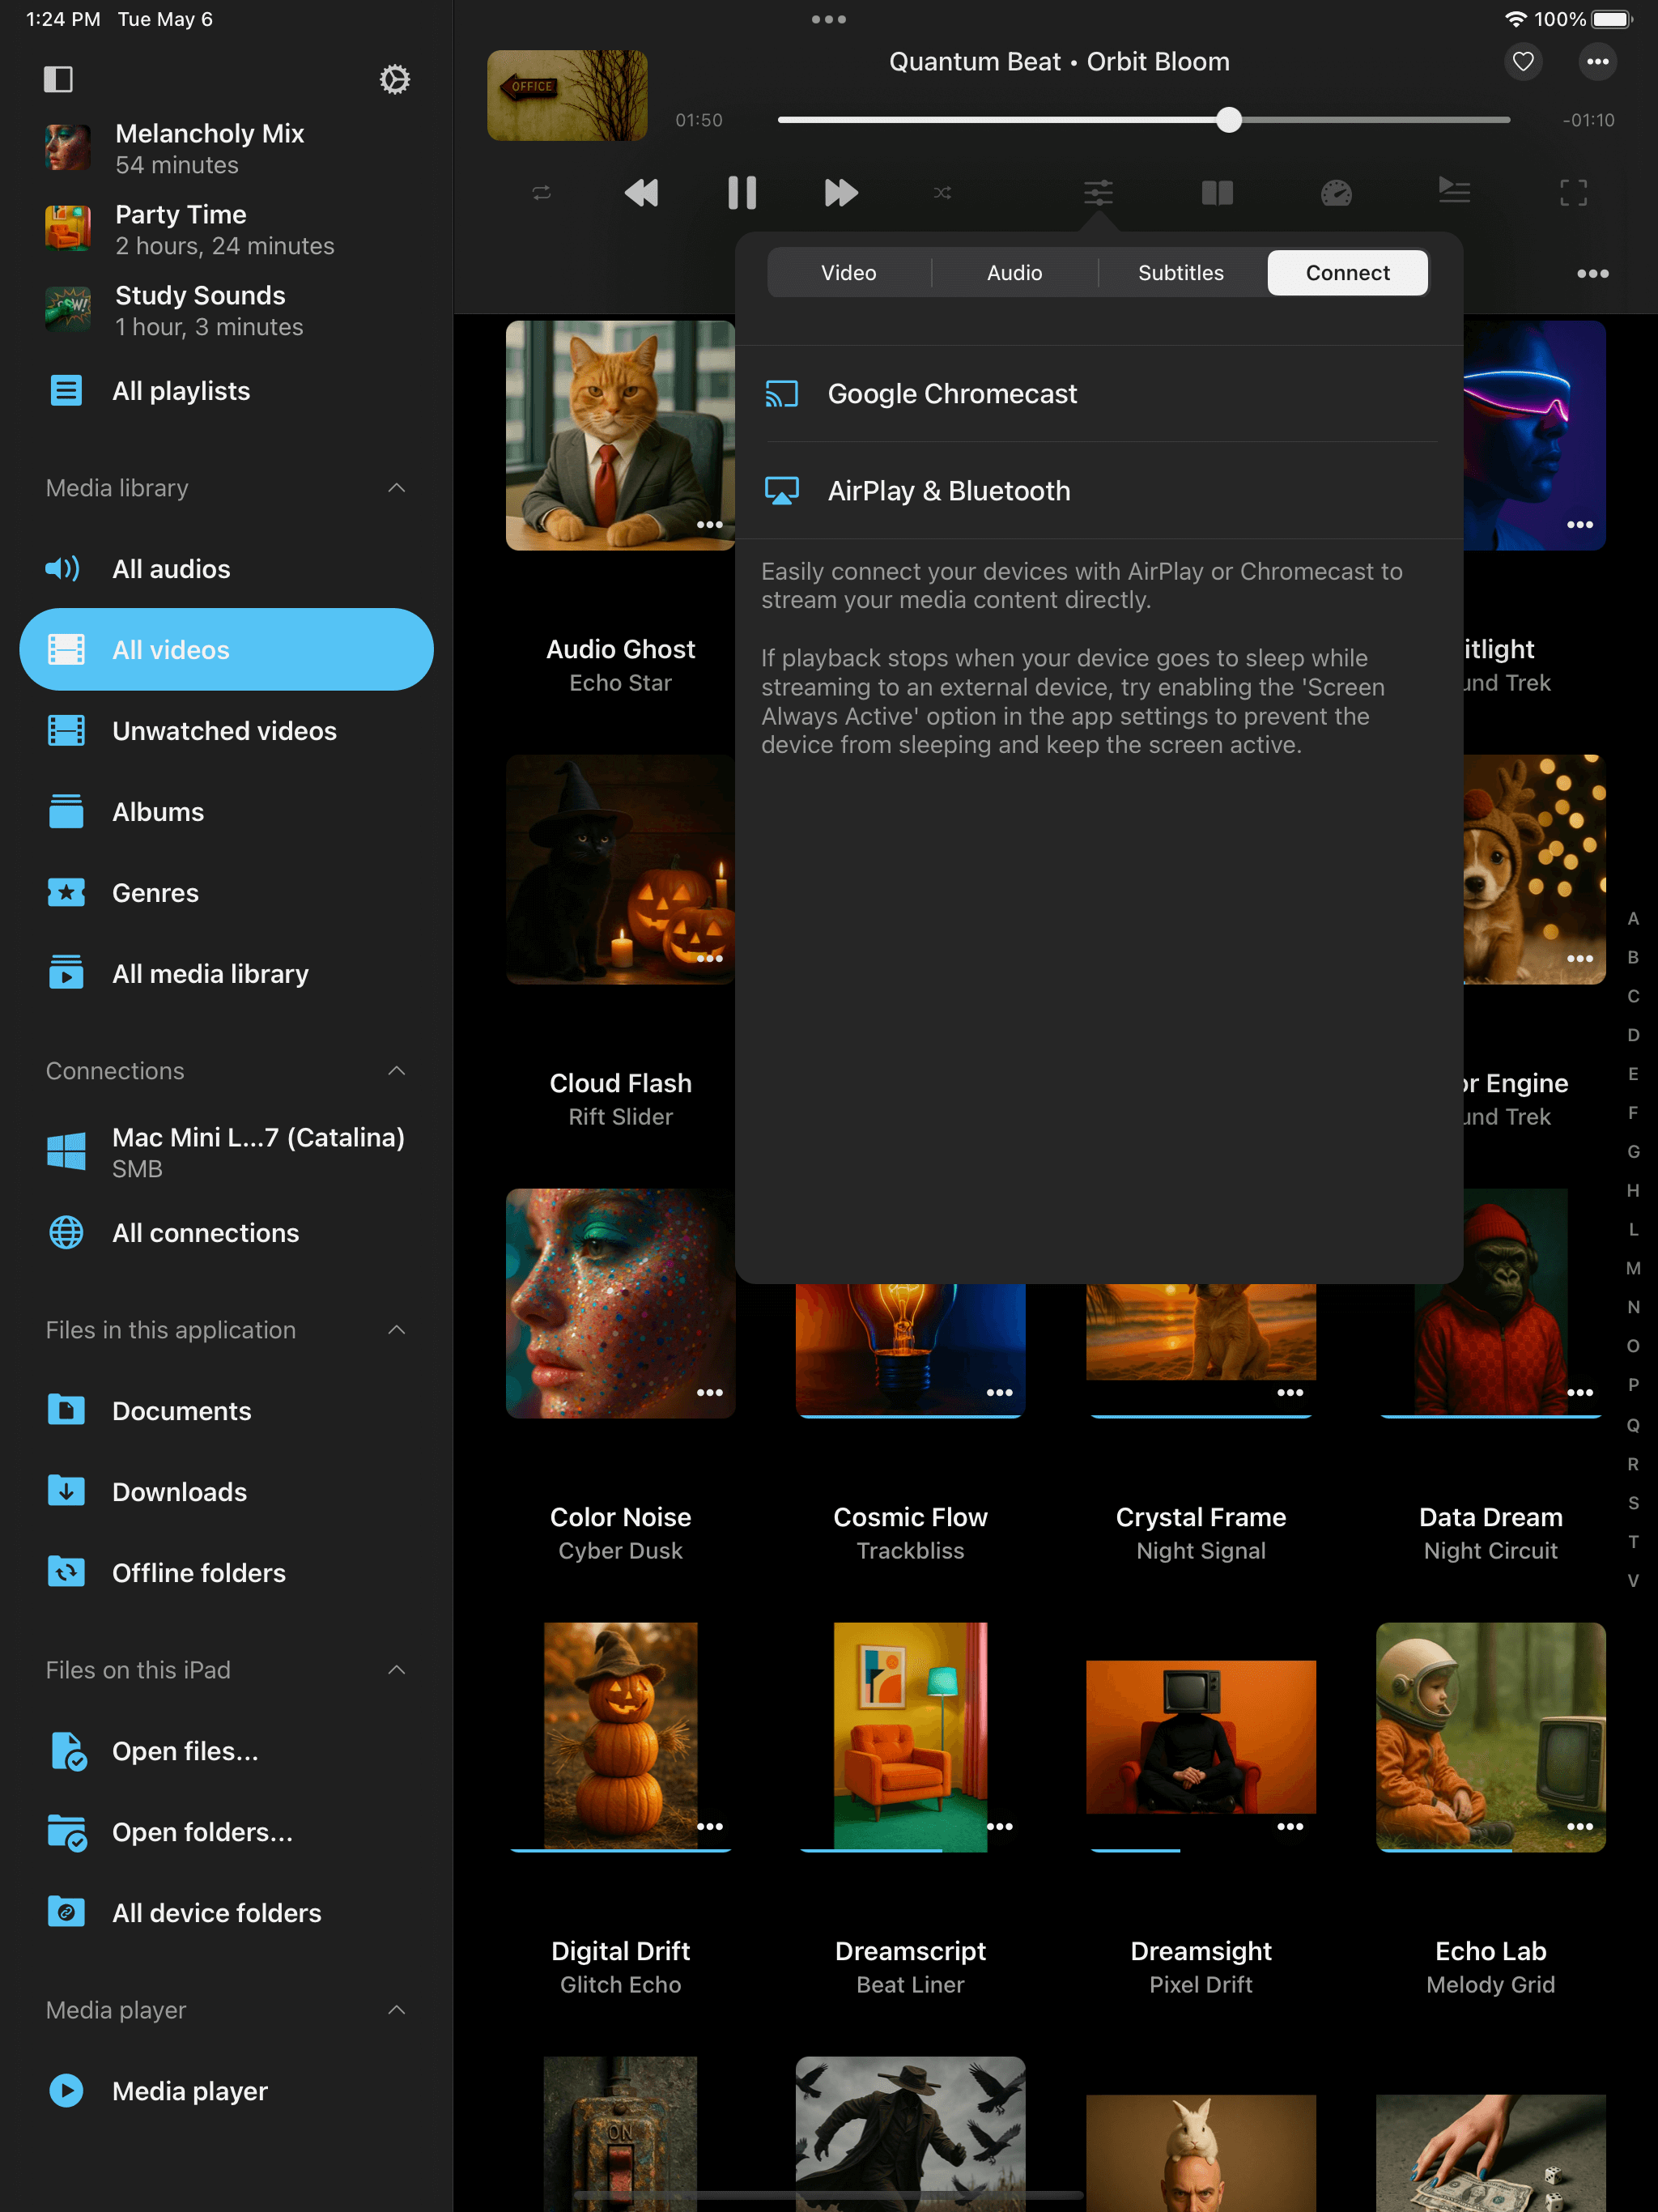 1:24 PM Tue May 6
100%
Melancholy Mix
54 minutes
Party Time
2 hours, 24 minutes
Study Sounds
1 hour, 3 minutes
All playlists
Media library
All audios
All videos
Unwatched videos
Albums
Genres
All media library
Connections
Mac Mini L...7 (Catalina)
SMB
All connections
Files in this application
Documents
Downloads
Offline folders
Files on this iPad
Open files...
Open folders...
All device folders
Media player
Media player
OFFICE
Quantum Beat • Orbit Bloom
01:50
-01:10
Video
Audio
Subtitles
Connect
Google Chromecast
AirPlay & Bluetooth
Easily connect your devices with AirPlay or Chromecast to
stream your media content directly.
If playback stops when your device goes to sleep while
streaming to an external device, try enabling the 'Screen
Always Active' option in the app settings to prevent the
device from sleeping and keep the screen active.
Audio Ghost
Echo Star
itlight
und Trek
Cloud Flash
Rift Slider
or Engine
und Trek
Color Noise
Cyber Dusk
Cosmic Flow
Trackbliss
Crystal Frame
Night Signal
Data Dream
Night Circuit
Digital Drift
Glitch Echo
Dreamscript
Beat Liner
Dreamsight
Pixel Drift
Echo Lab
Melody Grid
ON
A
B
C
D
E
F
G
H
L
M
N
O
P
Q
R
S
T
V